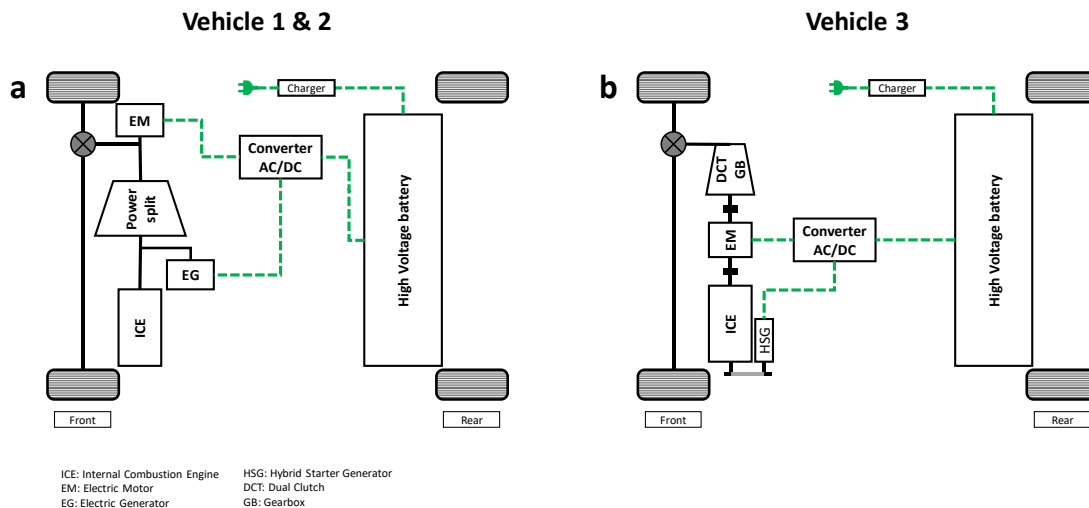 Vehicle 1 & 2
Vehicle 3
a
Charger
EM
Converter
AC/DC
Power
split
EG
ICE
High Voltage battery
Front
Rear
b
Charger
DCT
GB
EM
Converter
AC/DC
ICE
HSG
High Voltage battery
Front
Rear
ICE: Internal Combustion Engine
EM: Electric Motor
EG: Electric Generator
HSG: Hybrid Starter Generator
DCT: Dual Clutch
GB: Gearbox